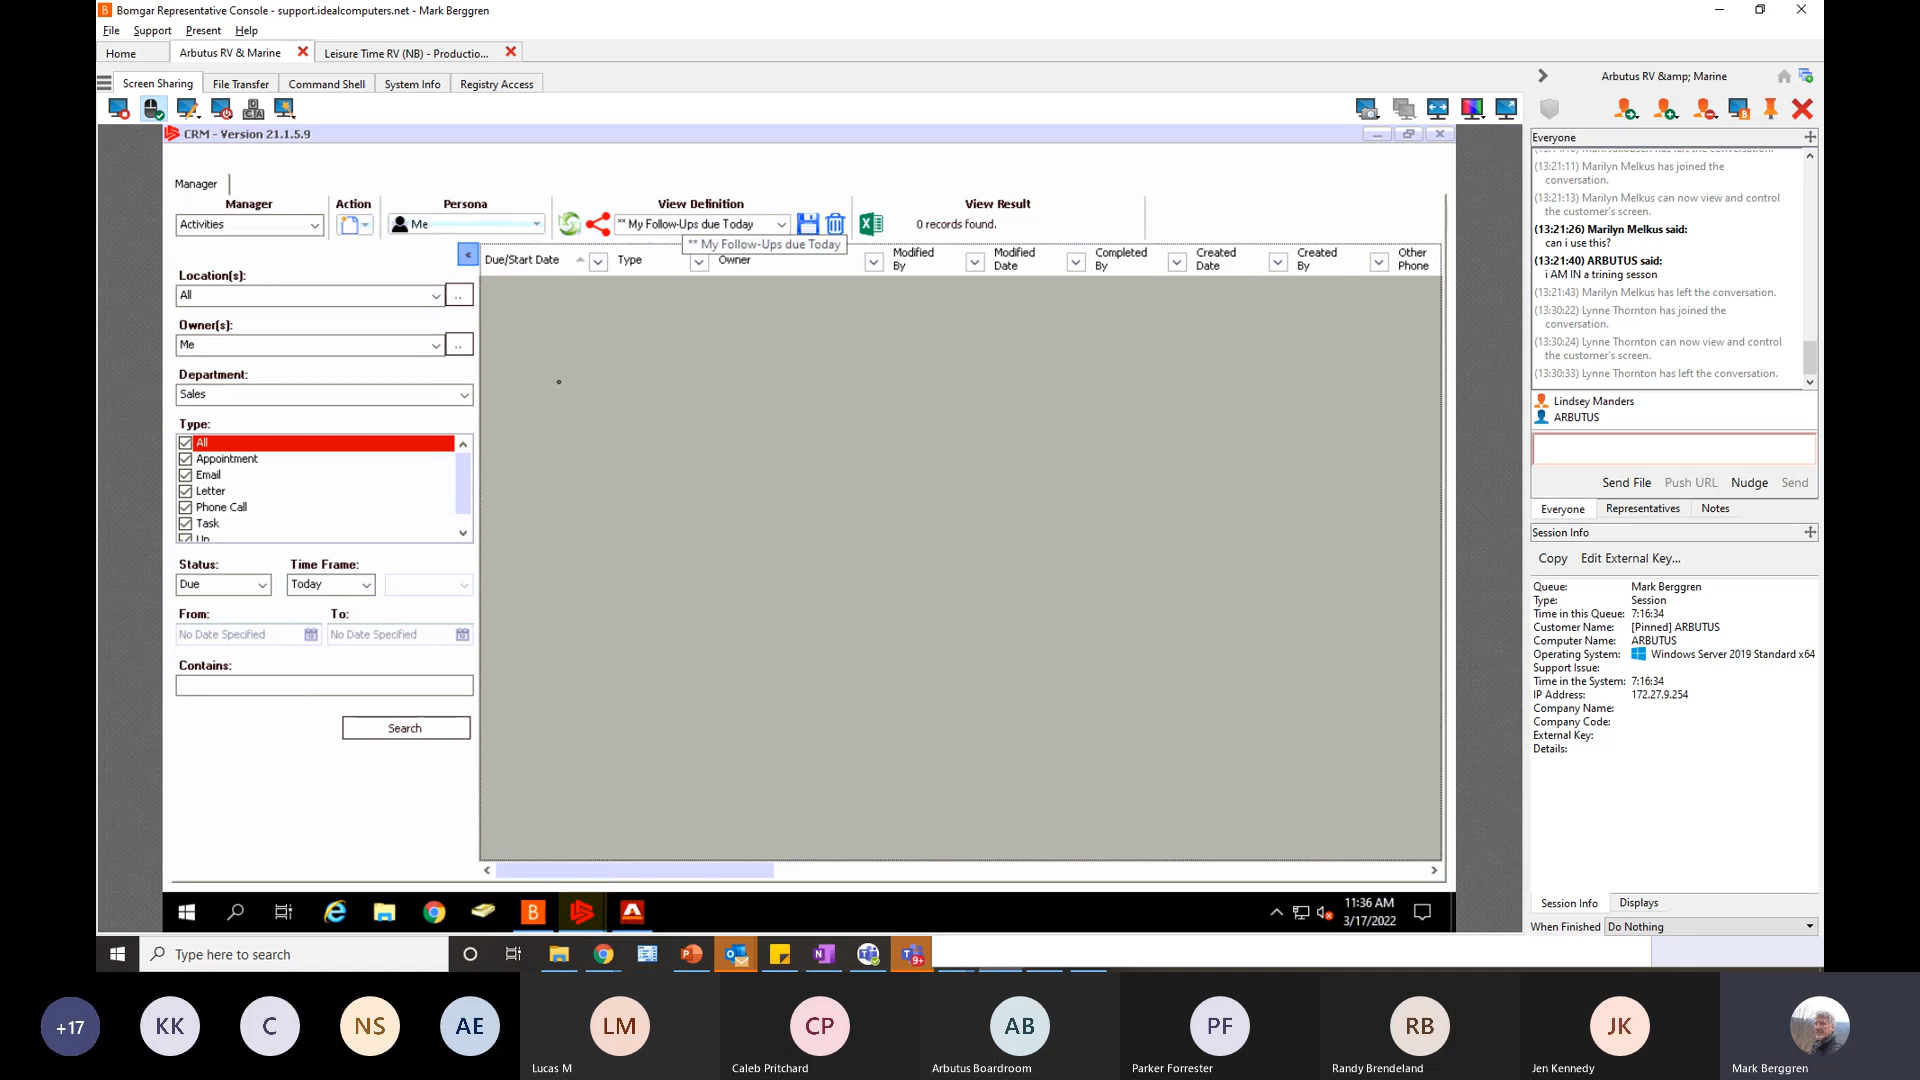 Bomgar Representative Console - support.idealcomputers.net - Mark Berggren
File Support Present Help
Home Arbutus RV & Marine Leisure Time RV (NB) - Productio...
Screen Sharing File Transfer Command Shell System Info Registry Access
Arbutus RV &amp; Marine
CRM - Version 21.1.5.9
Manager
Manager Action Persona View Definition View Result
Activities Me ** My Follow-Ups due Today 0 records found.
** My Follow-Ups due Today
Due/Start Date Type Owner Modified By Modified Date Completed By Created Date Created By Other Phone
Location(s):
All ..
Owner(s):
Me ..
Department:
Sales
Type:
All
Appointment
Email
Letter
Phone Call
Task
Up
Status: Time Frame:
Due Today
From: To:
No Date Specified No Date Specified
Contains:
Search
11:36 AM
3/17/2022
Everyone
(13:21:11) Marilyn Melkus has joined the
conversation.
(13:21:13) Marilyn Melkus can now view and control
the customer's screen.
(13:21:26) Marilyn Melkus said:
can i use this?
(13:21:40) ARBUTUS said:
i AM IN a trining sesson
(13:21:43) Marilyn Melkus has left the conversation.
(13:30:22) Lynne Thornton has joined the
conversation.
(13:30:24) Lynne Thornton can now view and control
the customer's screen.
(13:30:33) Lynne Thornton has left the conversation.
Lindsey Manders
ARBUTUS
Send File Push URL Nudge Send
Everyone Representatives Notes
Session Info
Copy Edit External Key...
Queue: Mark Berggren
Type: Session
Time in this Queue: 7:16:34
Customer Name: [Pinned] ARBUTUS
Computer Name: ARBUTUS
Operating System: Windows Server 2019 Standard x64
Support Issue:
Time in the System: 7:16:34
IP Address: 172.27.9.254
Company Name:
Company Code:
External Key:
Details:
Session Info Displays
When Finished Do Nothing
Type here to search
9+
+17 KK C NS AE LM CP AB PF RB JK
Lucas M Caleb Pritchard Arbutus Boardroom Parker Forrester Randy Brendeland Jen Kennedy Mark Berggren